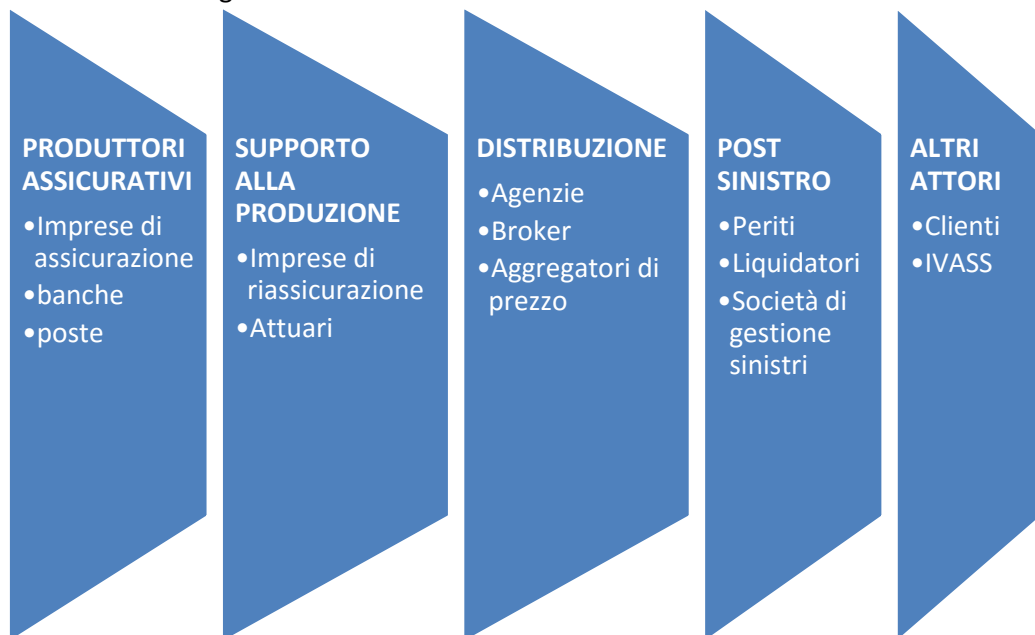 PRODUTTORI
ASSICURATIVI
•Imprese di
assicurazione
•banche
•poste
SUPPORTO
ALLA
PRODUZIONE
•Imprese di
riassicurazione
•Attuari
DISTRIBUZIONE
•Agenzie
•Broker
•Aggregatori di
prezzo
POST
SINISTRO
•Periti
•Liquidatori
•Società di
gestione
sinistri
ALTRI
ATTORI
•Clienti
•IVASS